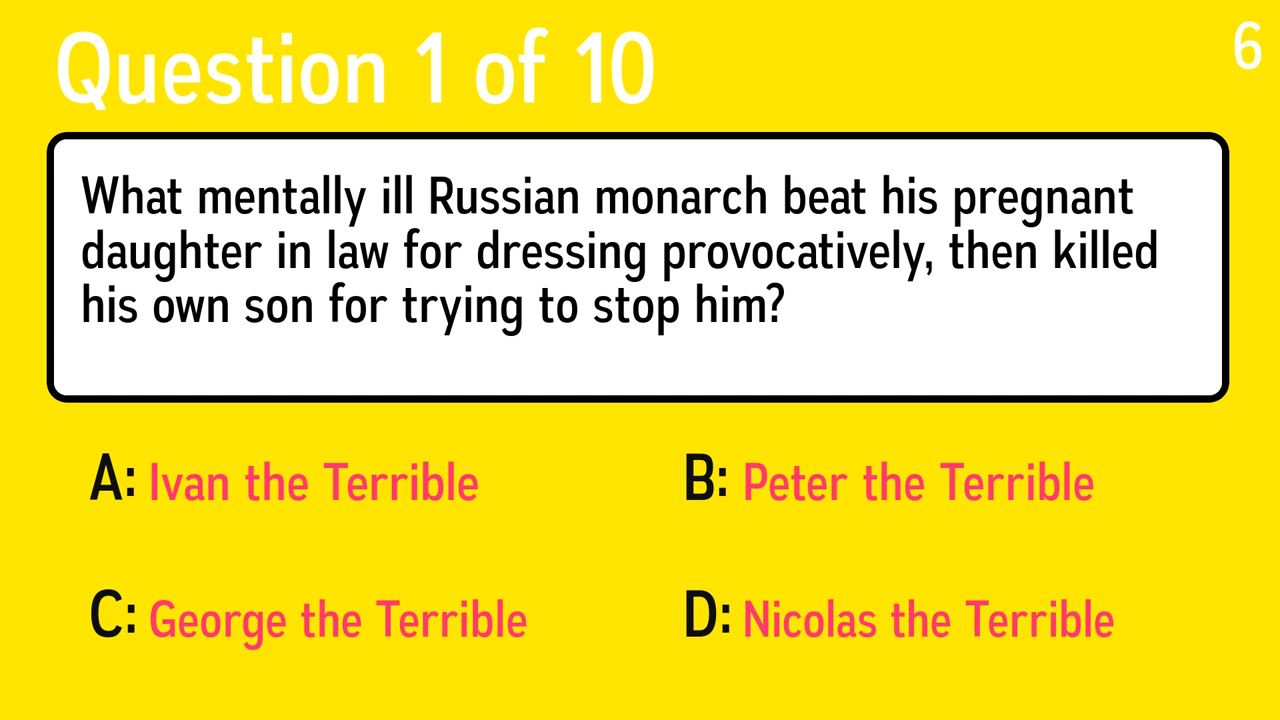 Question 1 of 10
6
What mentally ill Russian monarch beat his pregnant
daughter in law for dressing provocatively, then killed
his own son for trying to stop him?
A: Ivan the Terrible
B: Peter the Terrible
C: George the Terrible
D: Nicolas the Terrible